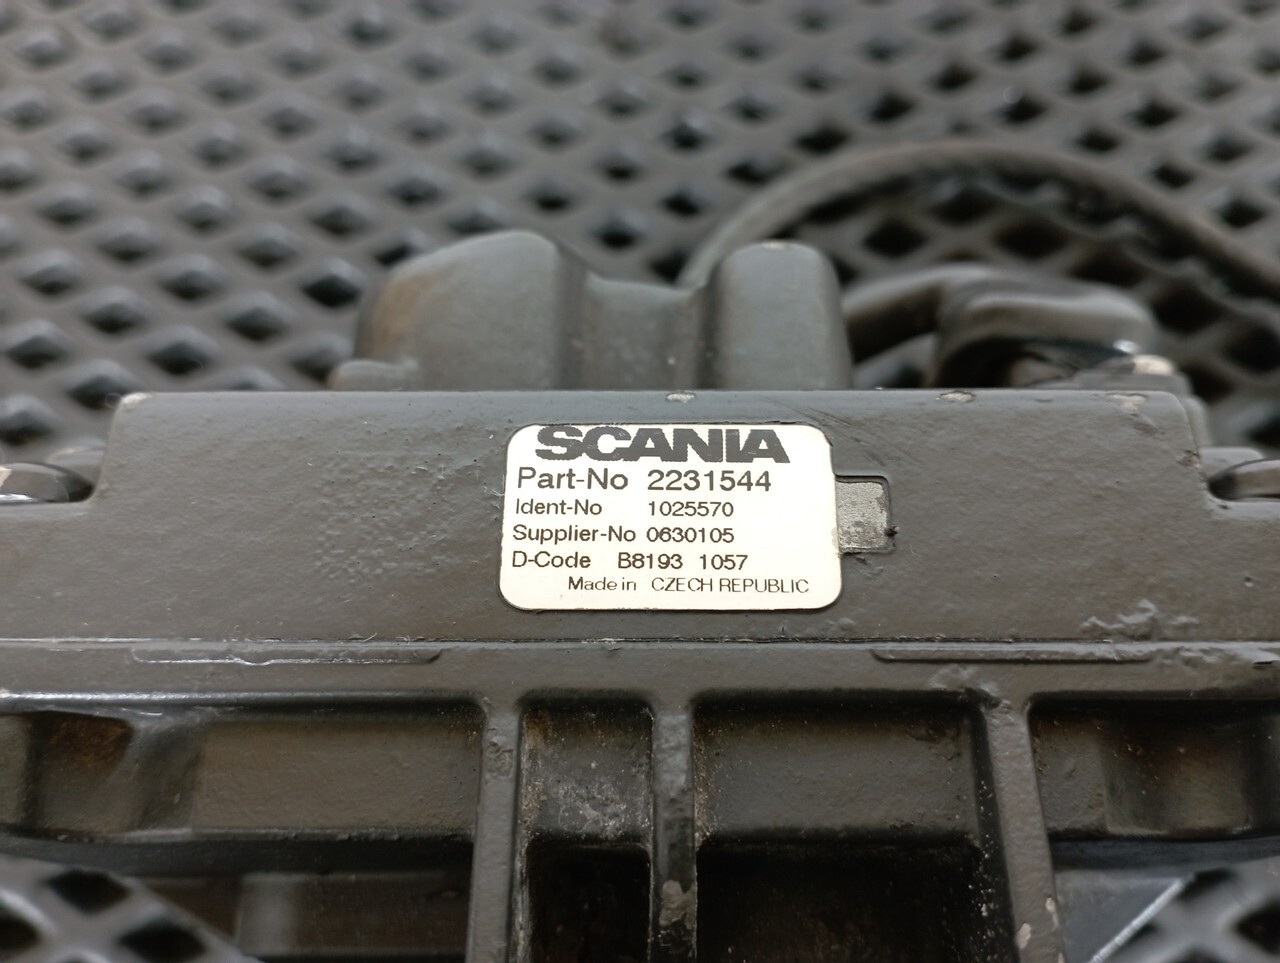 SCANIA
Part-No 2231544
Ident-No 1025570
Supplier-No 0630105
D-Code B8193 1057
Made in CZECH REPUBLIC